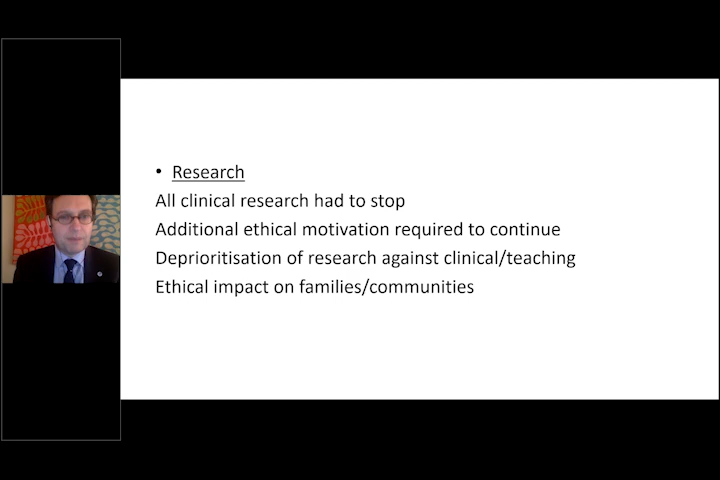 • Research
All clinical research had to stop
Additional ethical motivation required to continue
Deprioritisation of research against clinical/teaching
Ethical impact on families/communities